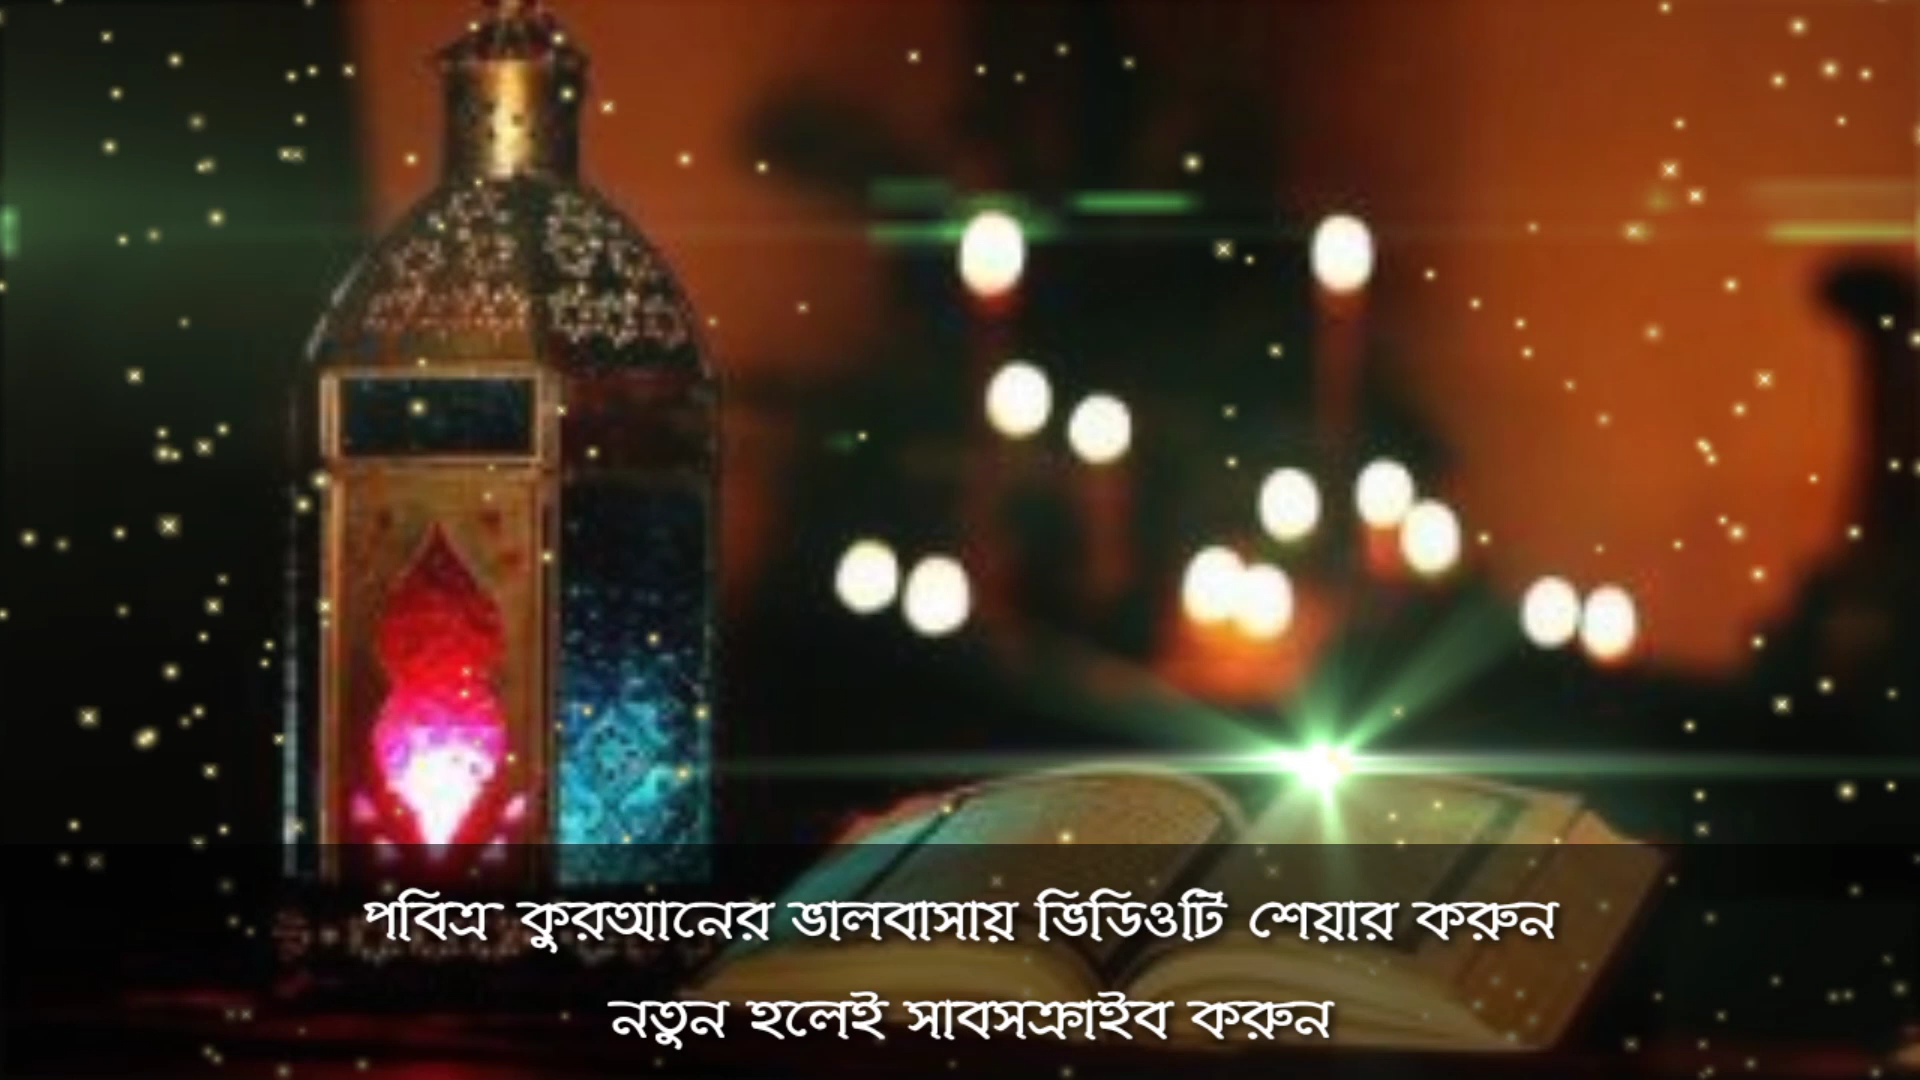 পবিত্র কুরআনের ভালবাসায় ভিডিওটি শেয়ার করুন
নতুন হলেই সাবসক্রাইব করুন